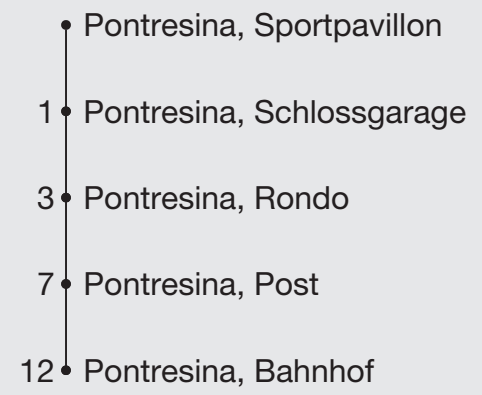 Pontresina, Sportpavillon
1 Pontresina, Schlossgarage
3 Pontresina, Rondo
7 Pontresina, Post
12 Pontresina, Bahnhof